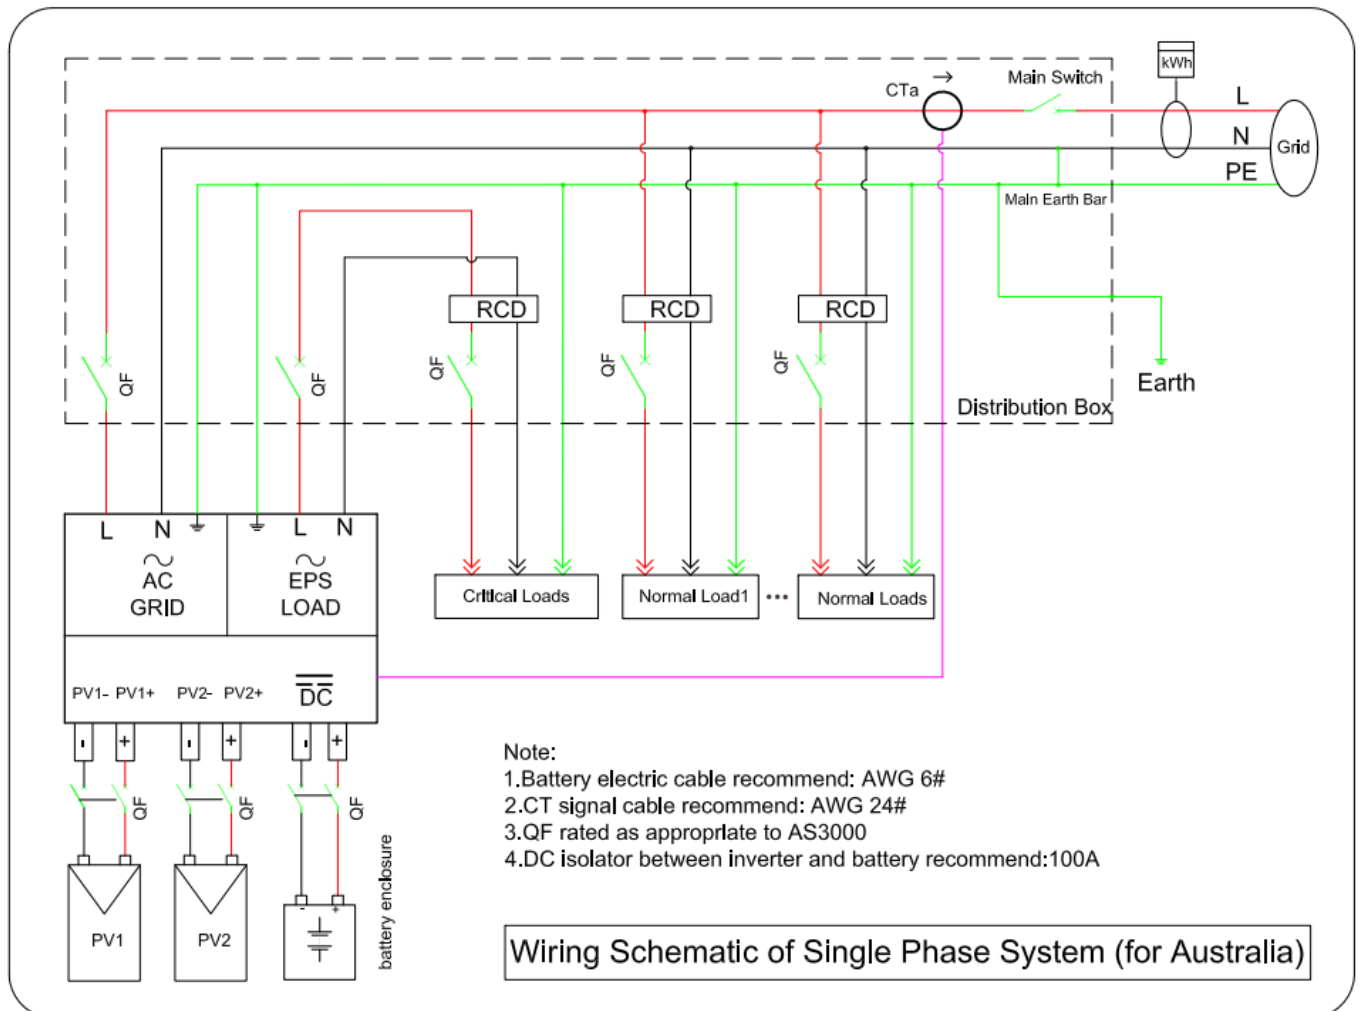 kWh
Main Switch
CTa
→
L
N
Grid
PE
Main Earth Bar
RCD
RCD
RCD
QF
QF
QF
QF
QF
Earth
Distribution Box
L
N
L
N
AC
GRID
EPS
LOAD
Critical Loads
Normal Load1
•••
Normal Loads
PV1-
PV1+
PV2-
PV2+
DC
-
+
-
+
-
+
QF
QF
QF
PV1
PV2
-
+
battery enclosure
Note:
1.Battery electric cable recommend: AWG 6#
2.CT signal cable recommend: AWG 24#
3.QF rated as appropriate to AS3000
4.DC isolator between inverter and battery recommend:100A
Wiring Schematic of Single Phase System (for Australia)